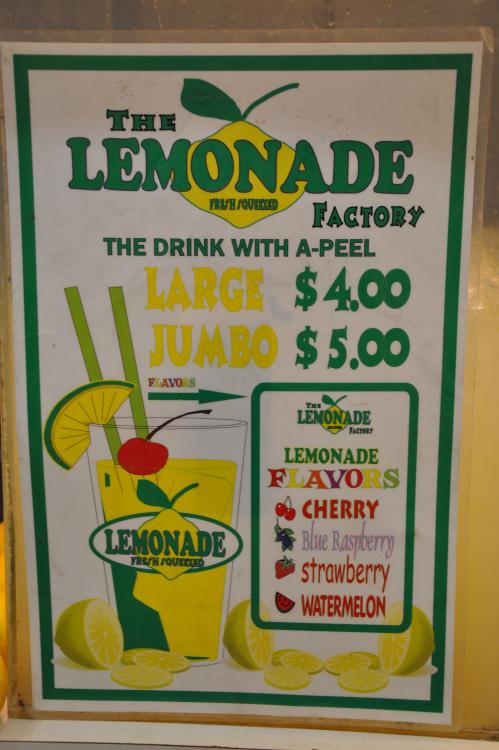 THE
LEMONADE
FRESH SQUEEZED
FACTORY
THE DRINK WITH A-PEEL
LARGE $4.00
JUMBO $5.00
FLAVORS
THE
LEMONADE
FACTORY
LEMONADE
FLAVORS
CHERRY
Blue Raspberry
strawberry
WATERMELON
LEMONADE
FRESH SQUEEZED